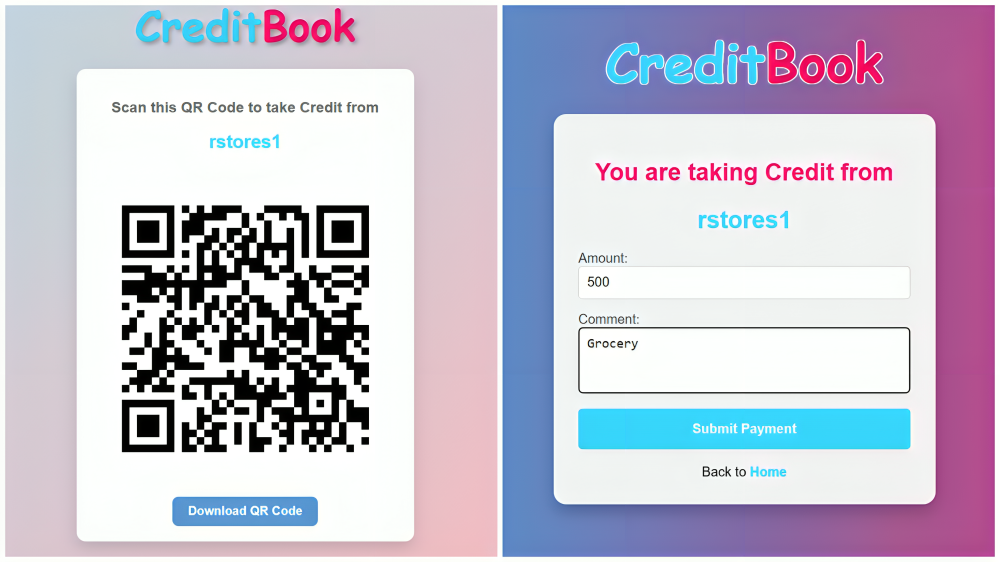 CreditBook
Scan this QR Code to take Credit from
rstores1
Download QR Code
CreditBook
You are taking Credit from
rstores1
Amount:
500
Comment:
Grocery
Submit Payment
Back to Home